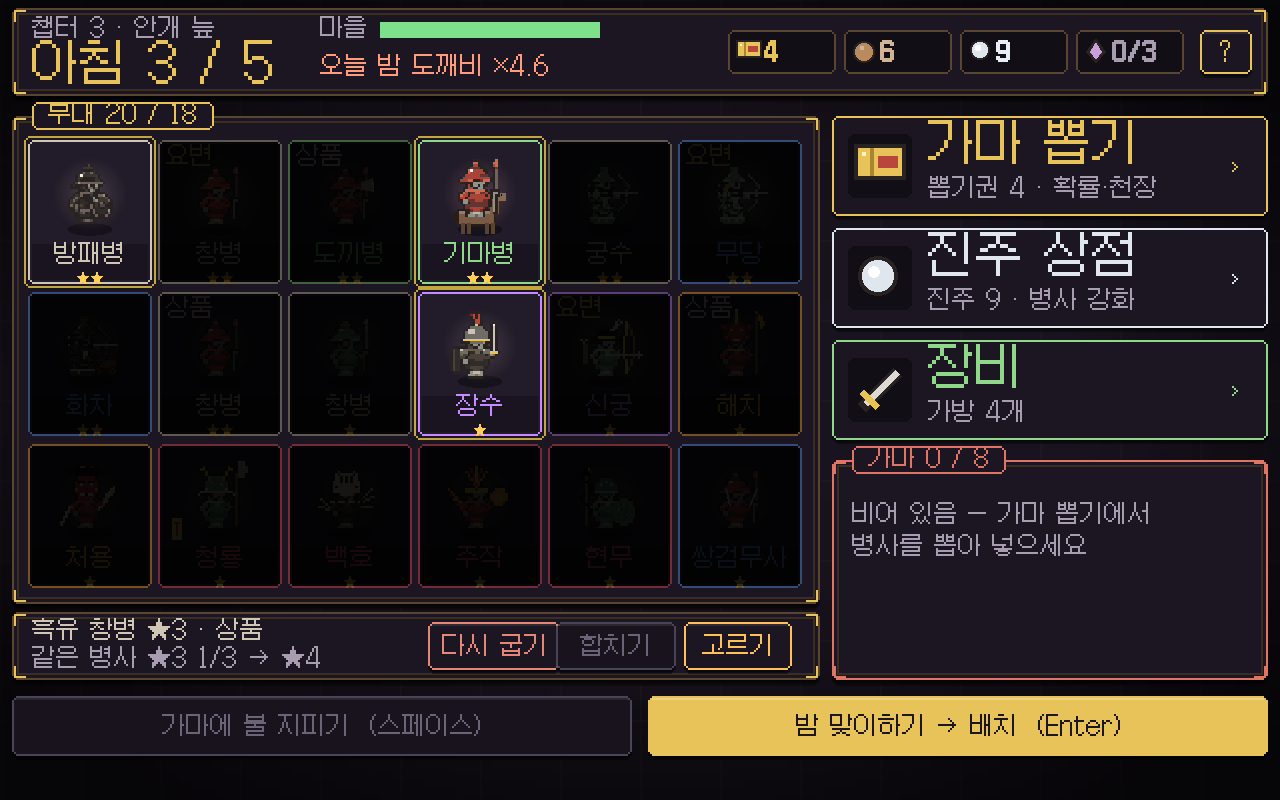 챕터 3 · 안개 늪
아침 3 / 5
마을
오늘 밤 도깨비 ×4.6
4
6
9
0/3
?
부대 20 / 18
방패병
★★
요변
창병
★★
상품
도끼병
★★
기마병
★★
궁수
★★
요변
무당
★★
화차
★★
상품
창병
★★
창병
★
장수
★
요변
신궁
★
상품
해치
★
처용
★
청룡
★
백호
★
주작
★
현무
★
쌍검무사
★
흑유 창병 ★3 · 상품
같은 병사 ★3 1/3 → ★4
다시 굽기
합치기
고르기
가마 뽑기
뽑기권 4 · 확률·천장
›
진주 상점
진주 9 · 병사 강화
›
장비
가방 4개
›
가마 0 / 8
비어 있음 — 가마 뽑기에서
병사를 뽑아 넣으세요
가마에 불 지피기 (스페이스)
밤 맞이하기 → 배치 (Enter)